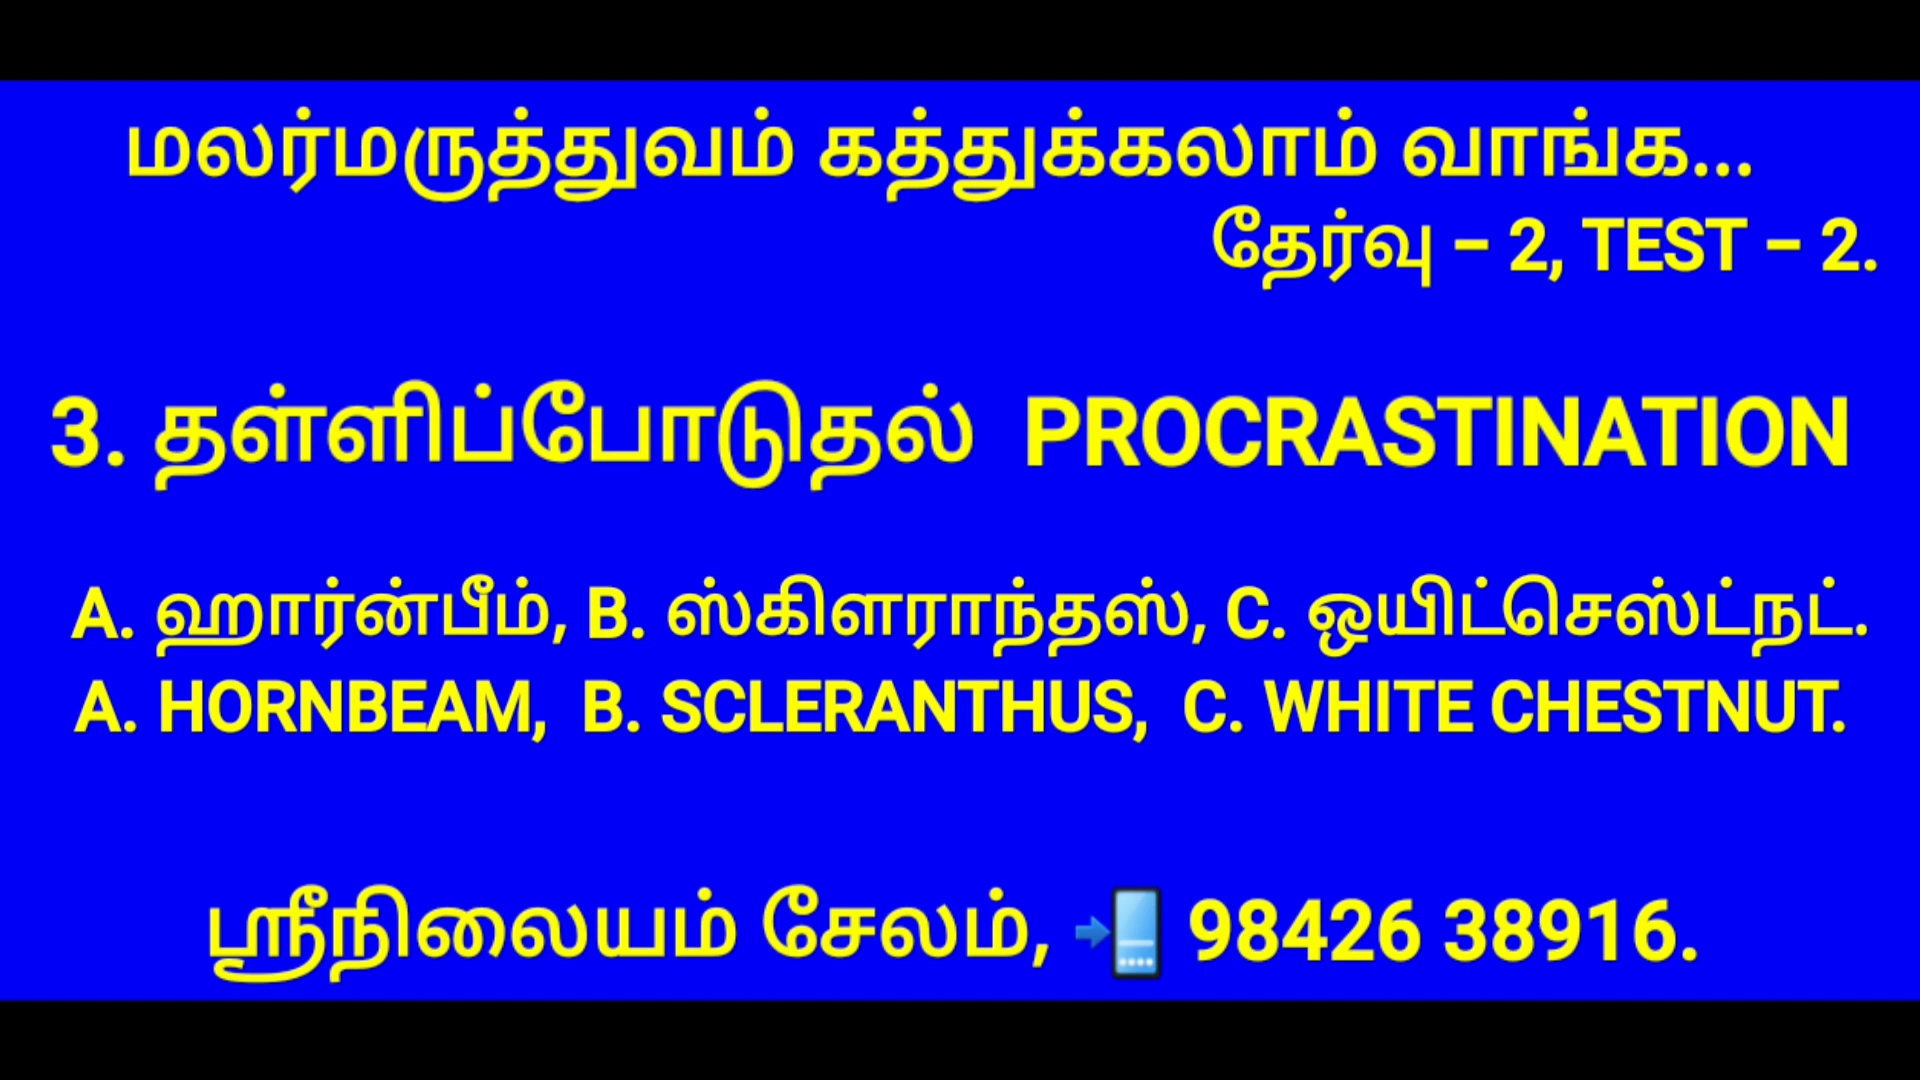 மலர்மருத்துவம் கத்துக்கலாம் வாங்க...
தேர்வு – 2, TEST – 2.
3. தள்ளிப்போடுதல் PROCRASTINATION
A. ஹார்ன்பீம், B. ஸ்கிளராந்தஸ், C. ஒயிட்செஸ்ட்நட்.
A. HORNBEAM, B. SCLERANTHUS, C. WHITE CHESTNUT.
ஸ்ரீநிலையம் சேலம், 📲 98426 38916.